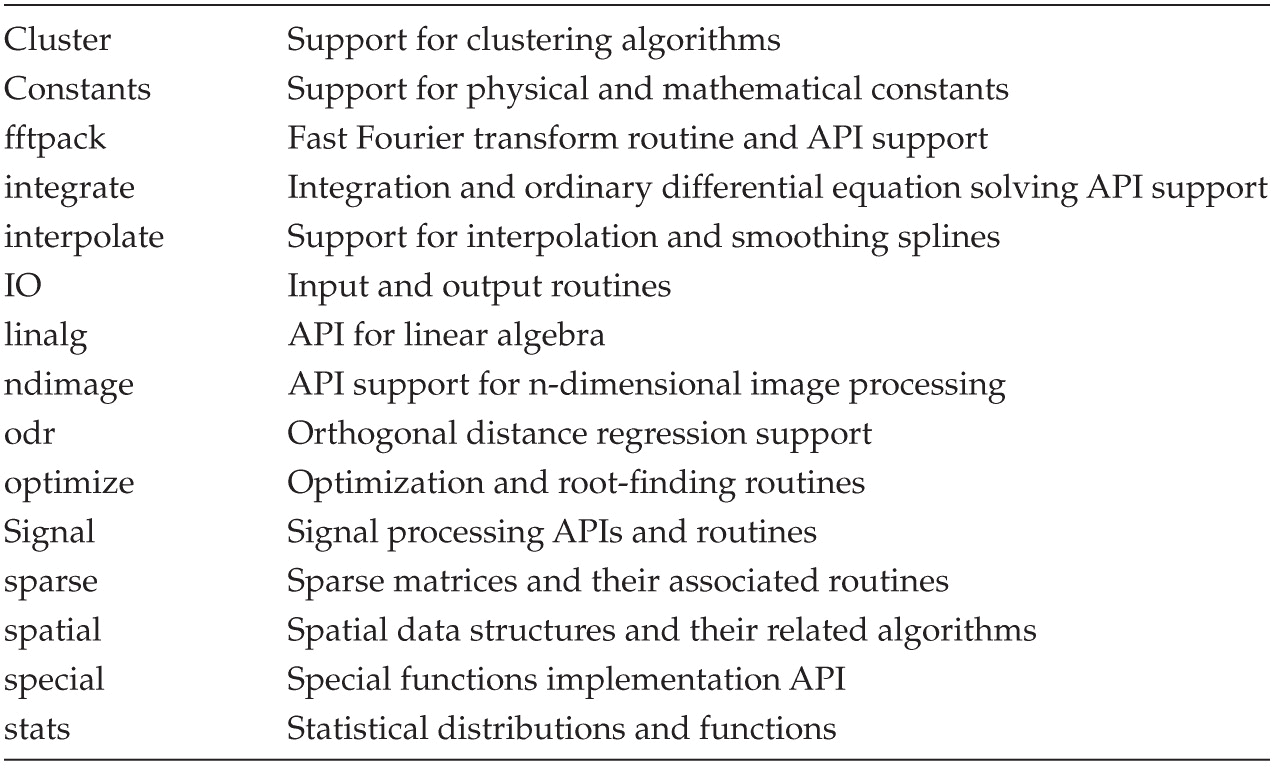 Cluster Support for clustering algorithms
Constants Support for physical and mathematical constants
fftpack Fast Fourier transform routine and API support
integrate Integration and ordinary differential equation solving API support
interpolate Support for interpolation and smoothing splines
IO Input and output routines
linalg API for linear algebra
ndimage API support for n-dimensional image processing
odr Orthogonal distance regression support
optimize Optimization and root-finding routines
Signal Signal processing APIs and routines
sparse Sparse matrices and their associated routines
spatial Spatial data structures and their related algorithms
special Special functions implementation API
stats Statistical distributions and functions